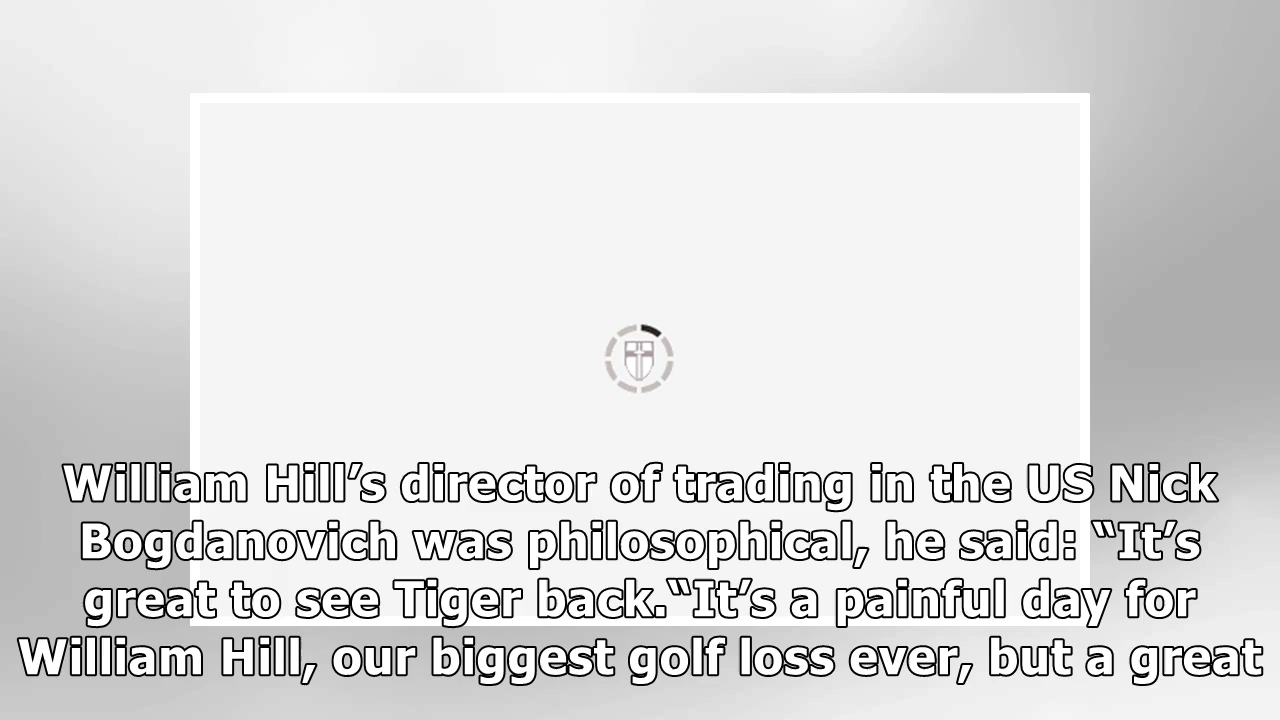 William Hill’s director of trading in the US Nick
Bogdanovich was philosophical, he said: “It’s
great to see Tiger back.“It’s a painful day for
William Hill, our biggest golf loss ever, but a great